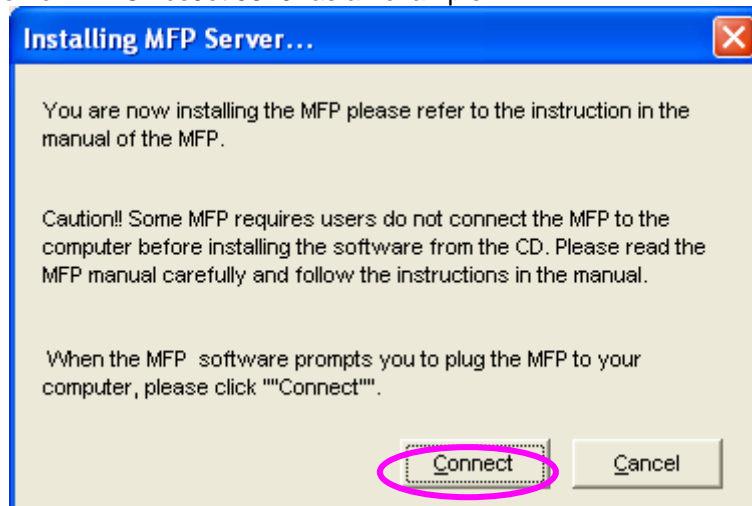 Installing MFP Server...
You are now installing the MFP please refer to the instruction in the
manual of the MFP.
Caution!! Some MFP requires users do not connect the MFP to the
computer before installing the software from the CD. Please read the
MFP manual carefully and follow the instructions in the manual.
When the MFP software prompts you to plug the MFP to your
computer, please click ""Connect"".
Connect Cancel